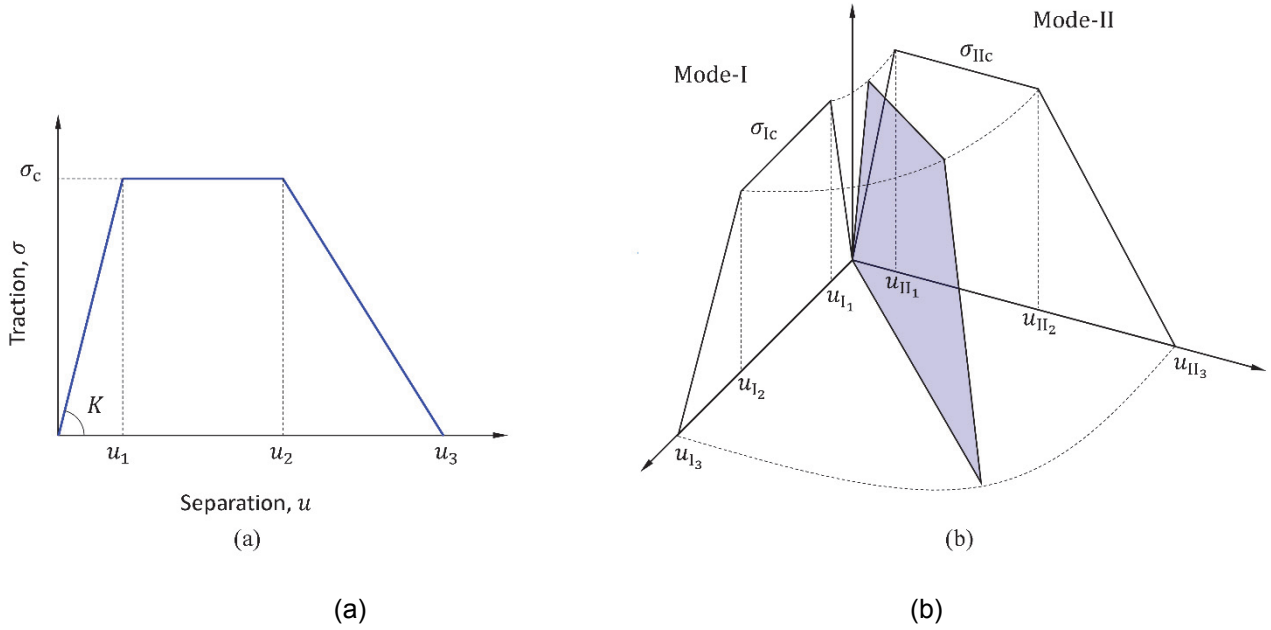 σc
Traction, σ
K
u1
u2
u3
Separation, u
(a)
Mode-II
Mode-I
σIIc
σIc
uI1
uII1
uI2
uII2
uI3
uII3
(b)
(a)
(b)